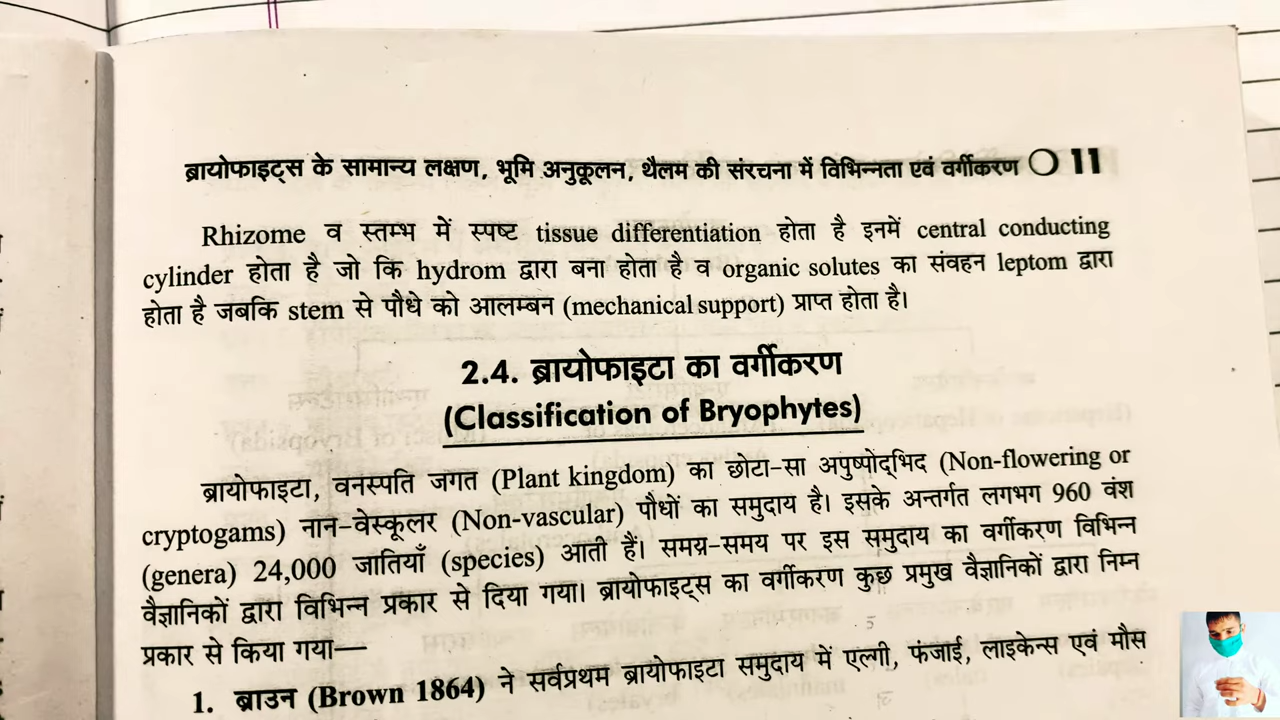 ब्रायोफाइट्स के सामान्य लक्षण, भूमि अनुकूलन, थैलम की संरचना में विभिन्नता एवं वर्गीकरण ❍ 11
Rhizome व स्तम्भ में स्पष्ट tissue differentiation होता है इनमें central conducting
cylinder होता है जो कि hydrom द्वारा बना होता है व organic solutes का संवहन leptom द्वारा
होता है जबकि stem से पौधे को आलम्बन (mechanical support) प्राप्त होता है।
2.4. ब्रायोफाइटा का वर्गीकरण
(Classification of Bryophytes)
ब्रायोफाइटा, वनस्पति जगत (Plant kingdom) का छोटा-सा अपुष्पोद्भिद (Non-flowering or
cryptogams) नान-वेस्कूलर (Non-vascular) पौधों का समुदाय है। इसके अन्तर्गत लगभग 960 वंश
(genera) 24,000 जातियाँ (species) आती हैं। समय-समय पर इस समुदाय का वर्गीकरण विभिन्न
वैज्ञानिकों द्वारा विभिन्न प्रकार से दिया गया। ब्रायोफाइट्स का वर्गीकरण कुछ प्रमुख वैज्ञानिकों द्वारा निम्न
प्रकार से किया गया—
1. ब्राउन (Brown 1864) ने सर्वप्रथम ब्रायोफाइटा समुदाय में एल्गी, फंजाई, लाइकेन्स एवं मौस